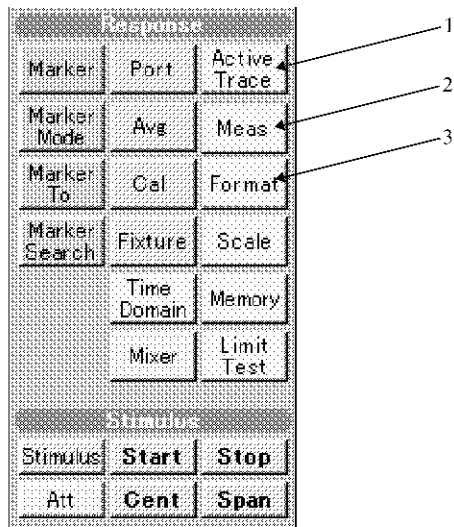 Response
Marker Port Active Trace 1
Marker Mode Avg Meas 2
Marker To Cal Format 3
Marker Search Fixture Scale
Time Domain Memory
Mixer Limit Test
Stimulus
Stimulus Start Stop
Att Cent Span